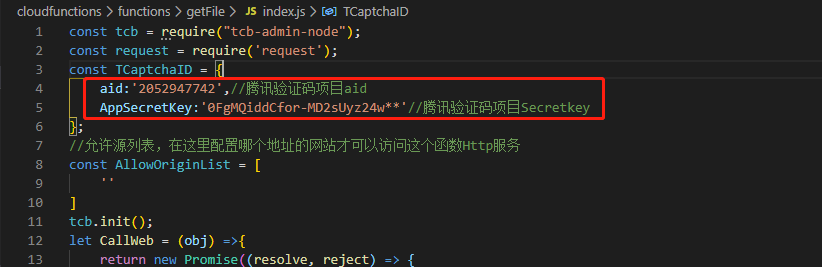 cloudfunctions > functions > getFile > JS index.js > TCaptchaID
1 const tcb = require("tcb-admin-node");
2 const request = require('request');
3 const TCaptchaID = {
4 aid:'2052947742',//腾讯验证码项目aid
5 AppSecretKey:'0FgMQiddCfor-MD2sUyz24w**'//腾讯验证码项目Secretkey
6 };
7 //允许源列表，在这里配置哪个地址的网站才可以访问这个函数Http服务
8 const AllowOriginList = [
9 ''
10 ]
11 tcb.init();
12 let CallWeb = (obj) =>{
13 return new Promise((resolve, reject) => {